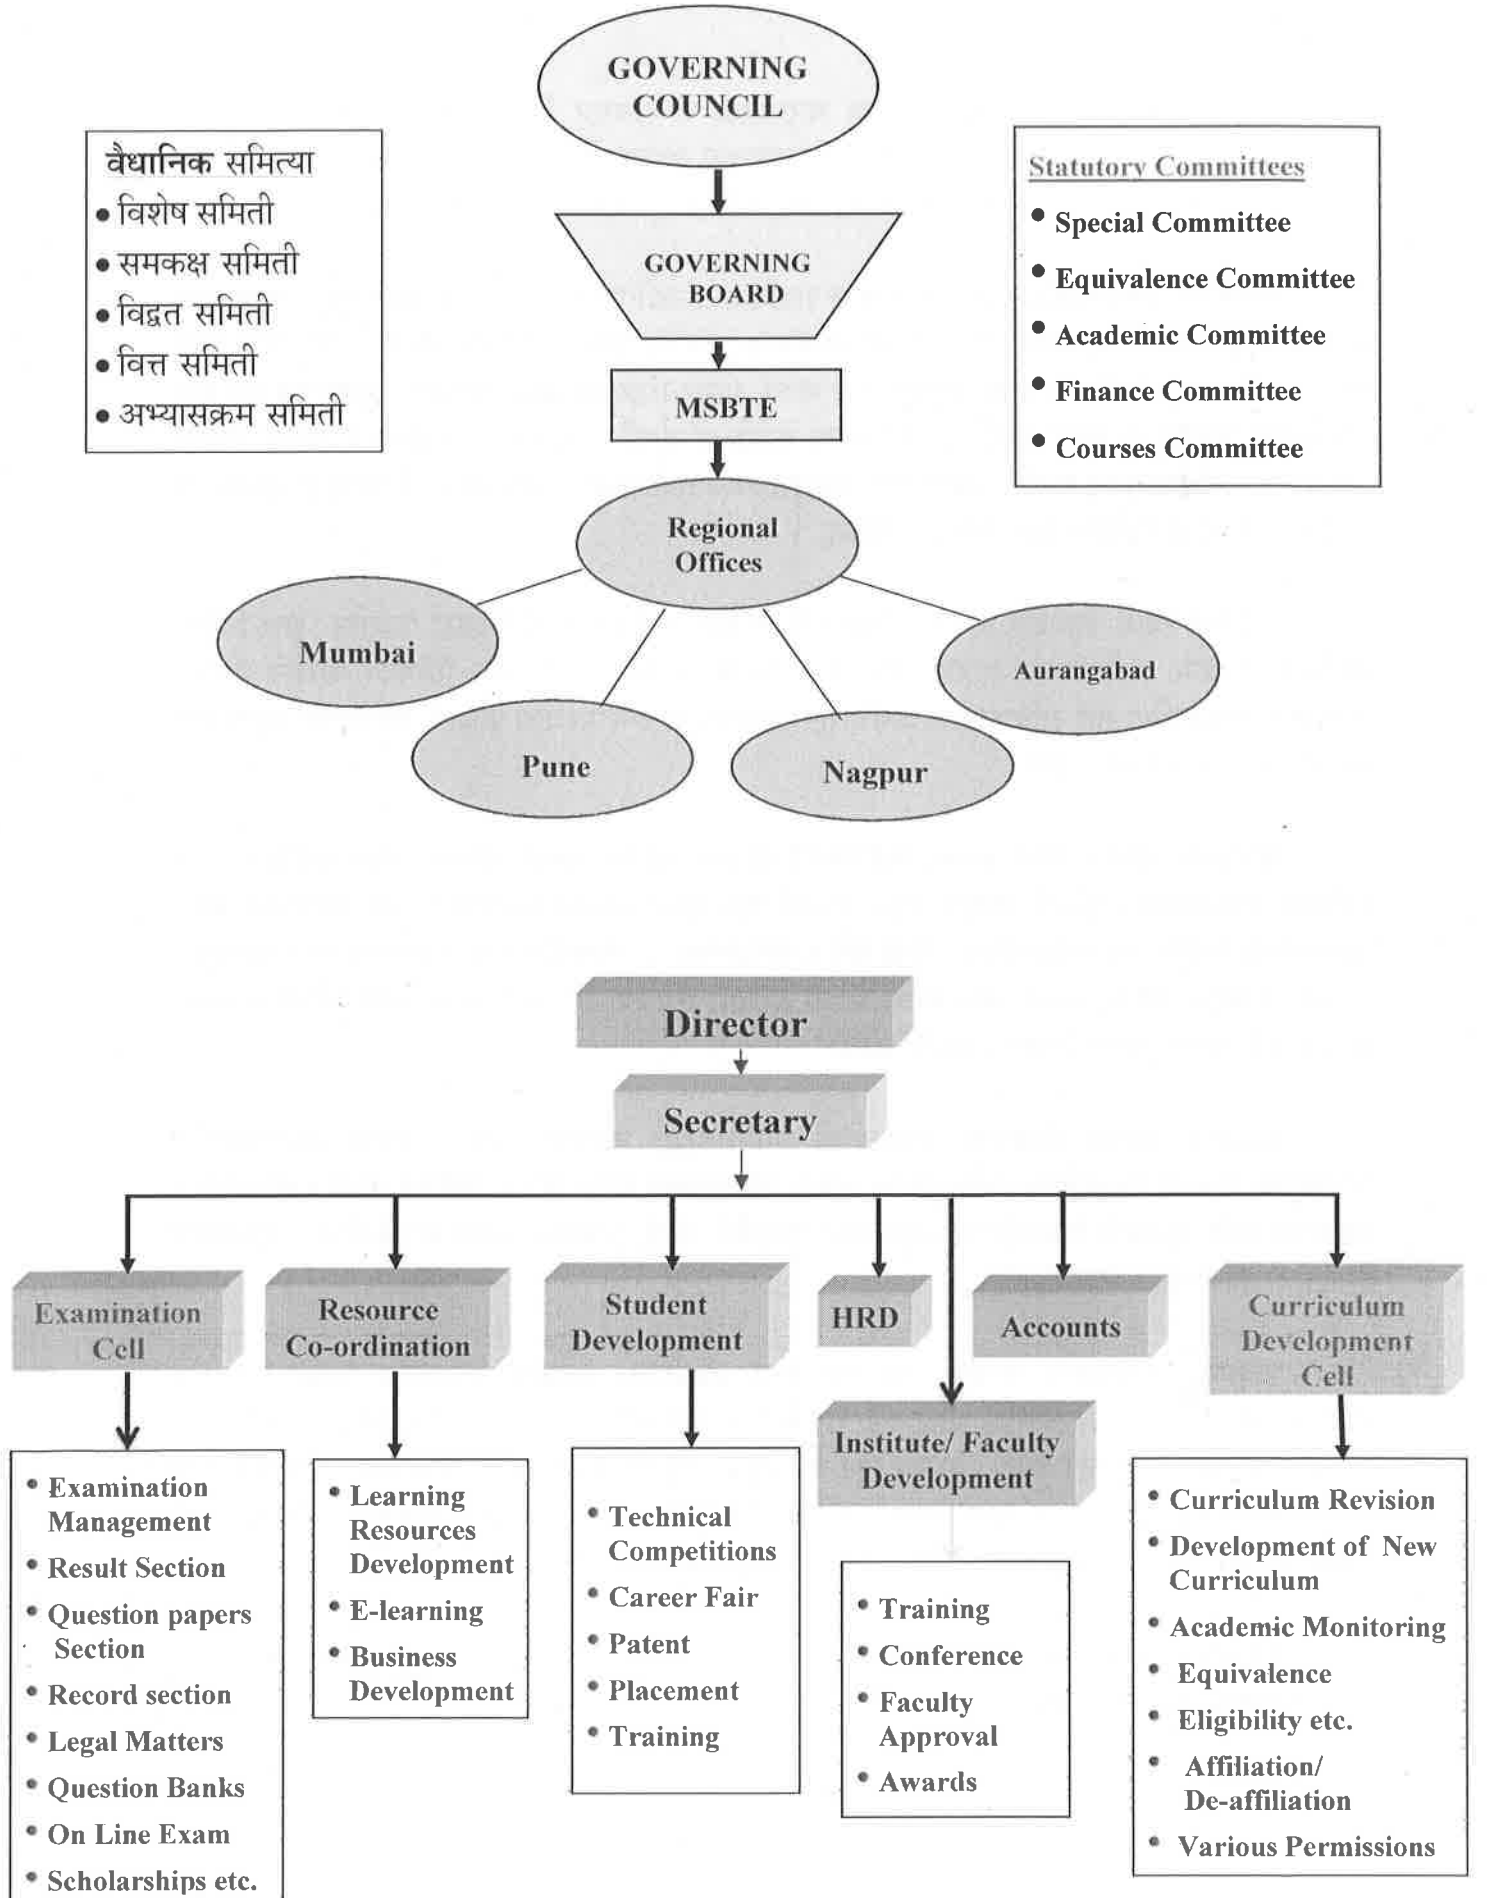 GOVERNING
COUNCIL
वैधानिक समित्या
• विशेष समिती
• समकक्ष समिती
• विद्वत समिती
• वित्त समिती
• अभ्यासक्रम समिती
Statutory Committees
• Special Committee
• Equivalence Committee
• Academic Committee
• Finance Committee
• Courses Committee
GOVERNING
BOARD
MSBTE
Regional
Offices
Mumbai
Pune
Nagpur
Aurangabad
Director
Secretary
Examination
Cell
Resource
Co-ordination
Student
Development
HRD
Accounts
Curriculum
Development
Cell
Institute/ Faculty
Development
• Examination
Management
• Result Section
• Question papers
Section
• Record section
• Legal Matters
• Question Banks
• On Line Exam
• Scholarships etc.
• Learning
Resources
Development
• E-learning
• Business
Development
• Technical
Competitions
• Career Fair
• Patent
• Placement
• Training
• Training
• Conference
• Faculty
Approval
• Awards
• Curriculum Revision
• Development of New
Curriculum
• Academic Monitoring
• Equivalence
• Eligibility etc.
• Affiliation/
De-affiliation
• Various Permissions